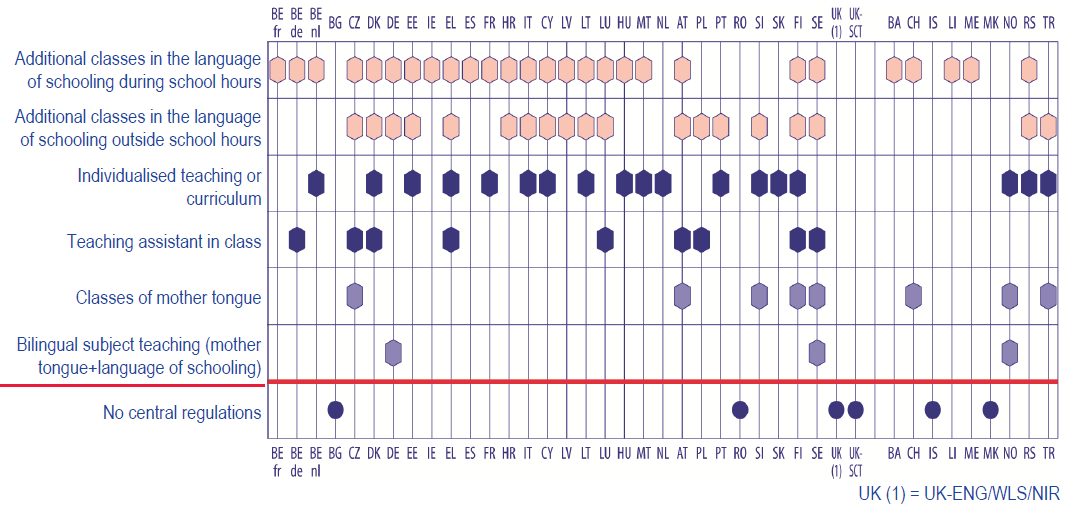 BE fr BE de BE nl BG CZ DK DE EE IE EL ES FR HR IT CY LV LT LU HU MT NL AT PL PT RO SI SK FI SE UK (1) UK-SCT BA CH IS LI ME MK NO RS TR
Additional classes in the language
of schooling during school hours
Additional classes in the language
of schooling outside school hours
Individualised teaching or
curriculum
Teaching assistant in class
Classes of mother tongue
Bilingual subject teaching (mother
tongue+language of schooling)
No central regulations
BE fr BE de BE nl BG CZ DK DE EE IE EL ES FR HR IT CY LV LT LU HU MT NL AT PL PT RO SI SK FI SE UK (1) UK-SCT BA CH IS LI ME MK NO RS TR
UK (1) = UK-ENG/WLS/NIR